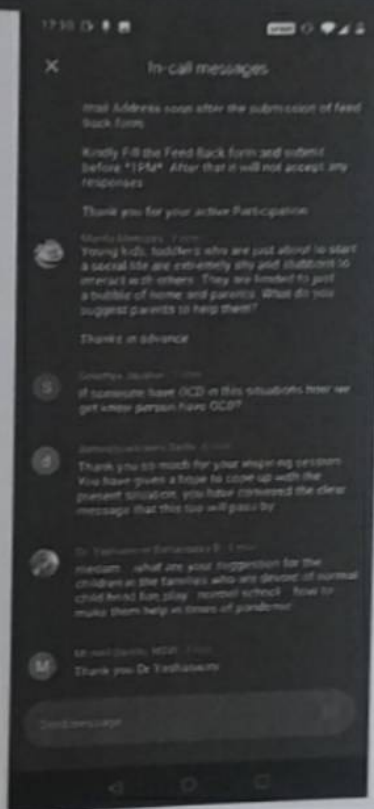 In-call messages
mail Address soon after the submission of feed
back form
Kindly Fill the Feed Back form and submit
before *1PM*. After that it will not accept any
responses
Thank you for your active Participation
Young kids, toddlers who are just about to start
a social life are extremely shy and stubborn to
interact with others. They are limited to just
a bubble of home and parents. What do you
suggest parents to help them?
Thanks in advance
S
if someone have OCD in this situations how we
get know person have OCD?
d
Thank you so much for your inspiring session.
You have given a hope to cope up with the
present situation, you have conveyed the clear
message that this too will pass by
medam what are your suggestion for the
children in the families who are devoid of normal
child hood fun play normal school how to
make them help in times of pandemic
M
Thank you Dr Yashaswini
Send message